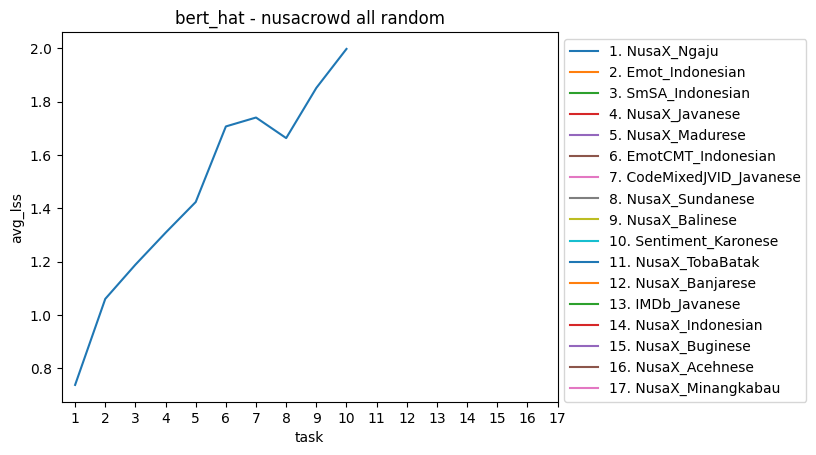 bert_hat - nusacrowd all random
2.0
1.8
1.6
1.4
1.2
1.0
0.8
avg_lss
1 2 3 4 5 6 7 8 9 10 11 12 13 14 15 16 17
task
1. NusaX_Ngaju
2. Emot_Indonesian
3. SmSA_Indonesian
4. NusaX_Javanese
5. NusaX_Madurese
6. EmotCMT_Indonesian
7. CodeMixedJVID_Javanese
8. NusaX_Sundanese
9. NusaX_Balinese
10. Sentiment_Karonese
11. NusaX_TobaBatak
12. NusaX_Banjarese
13. IMDb_Javanese
14. NusaX_Indonesian
15. NusaX_Buginese
16. NusaX_Acehnese
17. NusaX_Minangkabau